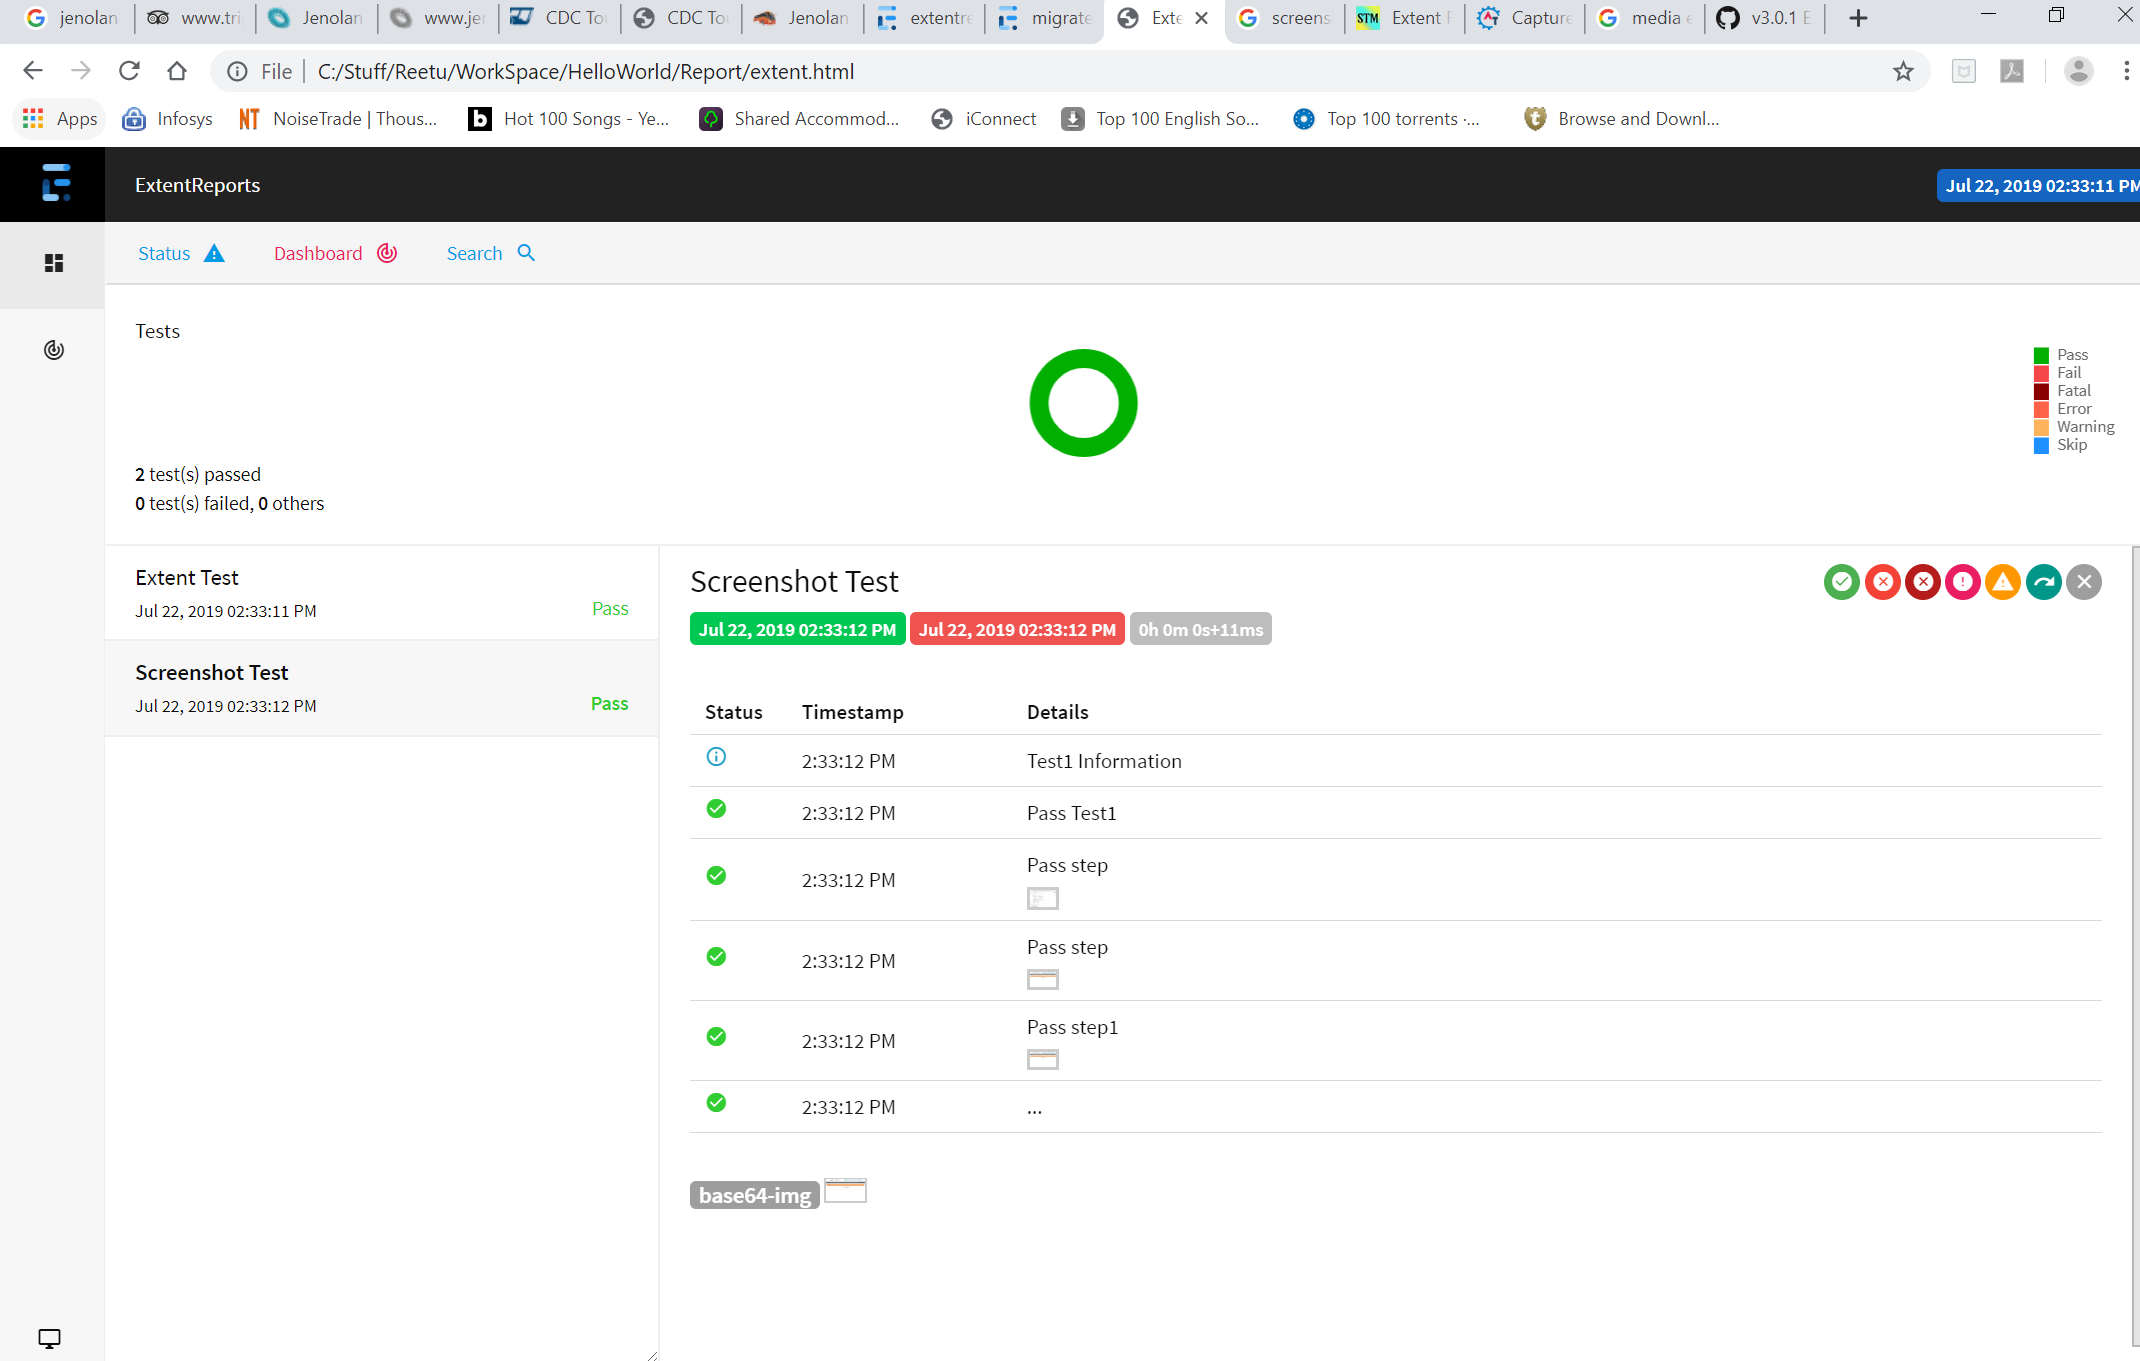 jenolan
www.tri
Jenolan
www.jer
CDC Tou
CDC Tou
Jenolan
extentre
migrate
Exte
screens
STM
Extent R
Capture
media e
v3.0.1 E
File
C:/Stuff/Reetu/WorkSpace/HelloWorld/Report/extent.html
Apps
Infosys
NT
NoiseTrade | Thous...
b
Hot 100 Songs - Ye...
Shared Accommod...
iConnect
Top 100 English So...
Top 100 torrents ·...
Browse and Downl...
ExtentReports
Jul 22, 2019 02:33:11 PM
Status
Dashboard
Search
Tests
2 test(s) passed
0 test(s) failed, 0 others
Pass
Fail
Fatal
Error
Warning
Skip
Extent Test
Jul 22, 2019 02:33:11 PM
Pass
Screenshot Test
Jul 22, 2019 02:33:12 PM
Pass
Screenshot Test
Jul 22, 2019 02:33:12 PM
Jul 22, 2019 02:33:12 PM
0h 0m 0s+11ms
Status Timestamp Details
2:33:12 PM Test1 Information
2:33:12 PM Pass Test1
2:33:12 PM Pass step
2:33:12 PM Pass step
2:33:12 PM Pass step1
2:33:12 PM ...
base64-img